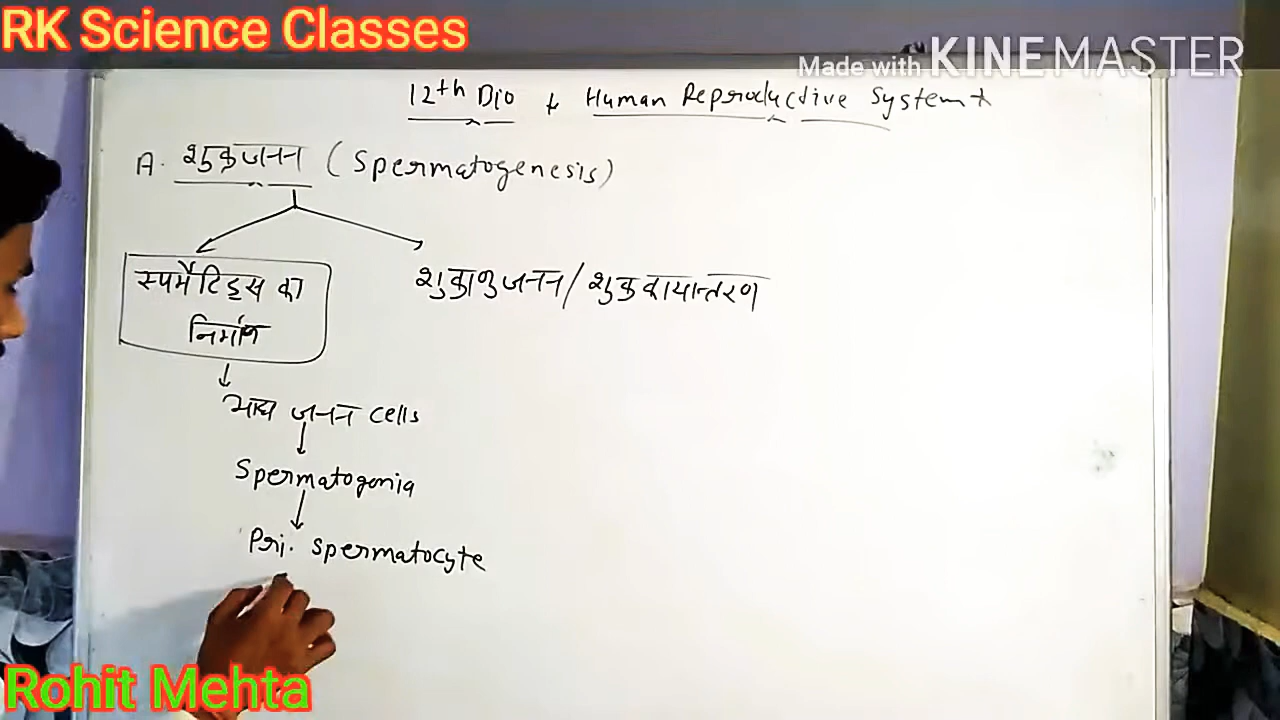 RK Science Classes
Made with KINEMASTER
12th Bio + Human Reproductive System +
A. शुक्रजनन (Spermatogenesis)
स्पर्मेटिड्स का
निर्माण
शुक्राणुजनन/शुक्रकायान्तरण
आद्य जनन cells
Spermatogonia
Pri. spermatocyte
Rohit Mehta